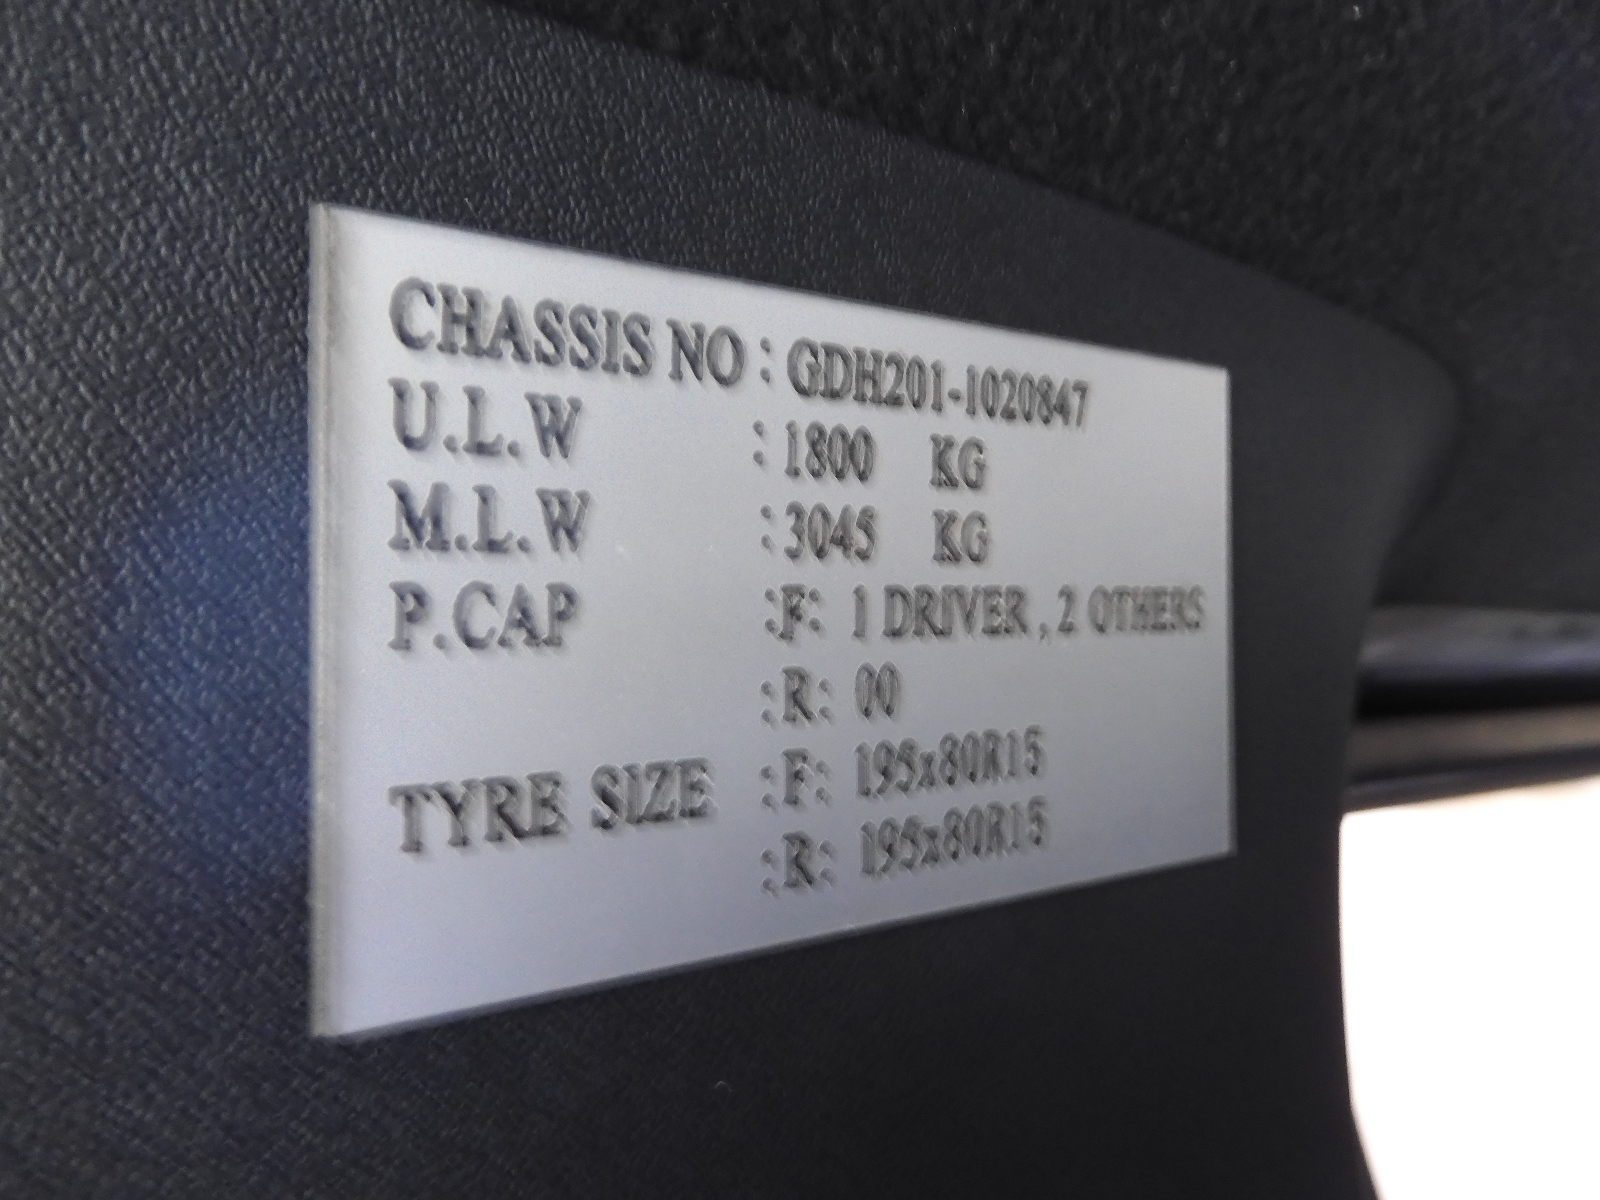 CHASSIS NO : GDH201-1020847
U.L.W : 1800 KG
M.L.W : 3045 KG
P.CAP :F: 1 DRIVER , 2 OTHERS
:R: 00
TYRE SIZE :F: 195x80R15
:R: 195x80R15